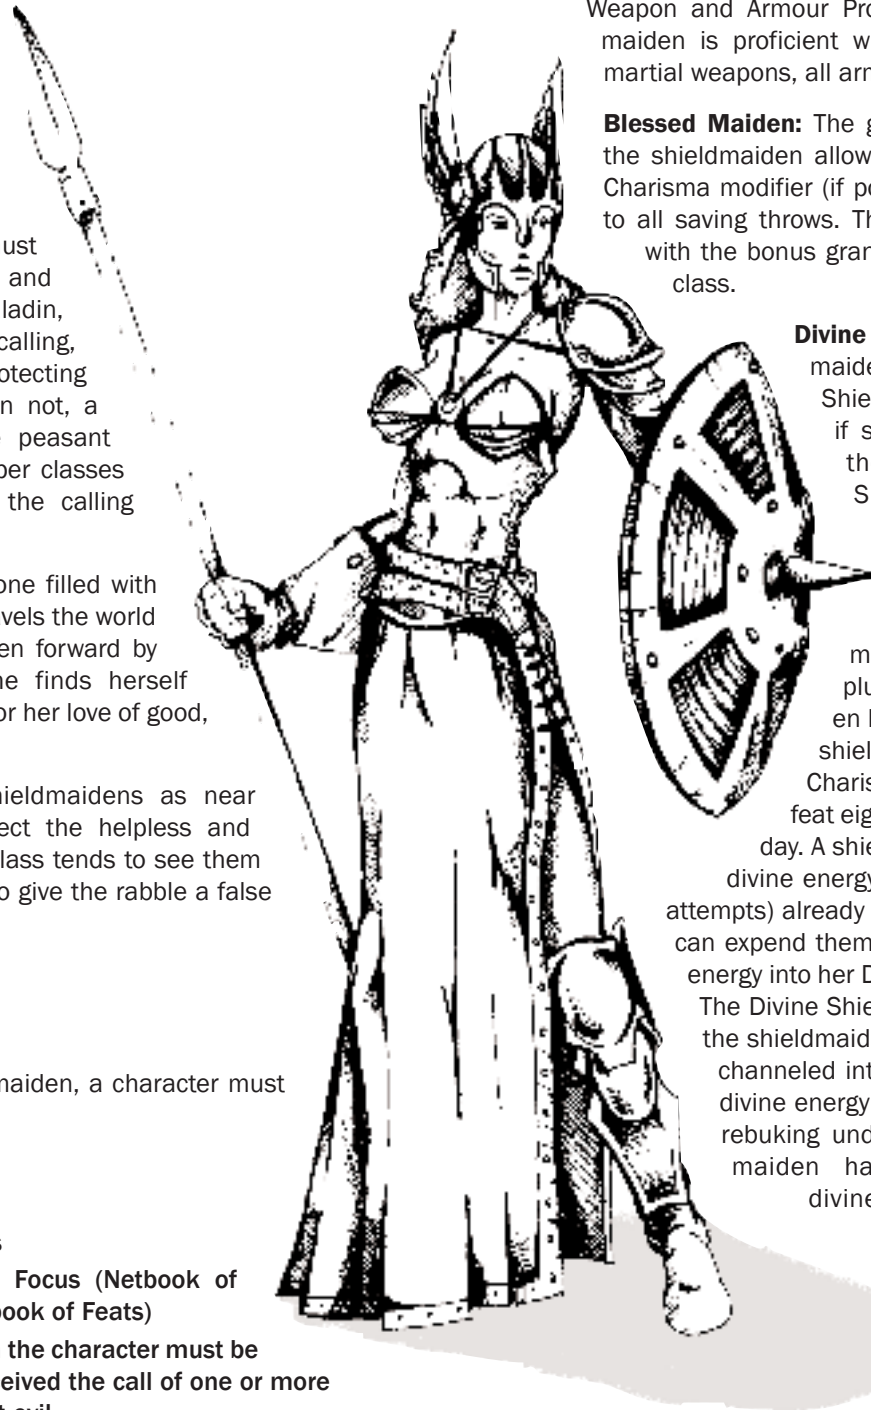 ust
and
ladin,
calling,
otecting
n not, a
peasant
per classes
the calling
one filled with
vels the world
en forward by
ne finds herself
or her love of good,
ieldmaidens as near
ect the helpless and
lass tends to see them
o give the rabble a false
maiden, a character must
s
Focus (Netbook of
book of Feats)
the character must be
eived the call of one or more
Weapon and Armour Pro
maiden is proficient w
martial weapons, all arr
Blessed Maiden: The g
the shieldmaiden allow
Charisma modifier (if po
to all saving throws. Th
with the bonus gran
class.
Divine
maide
Shie
if s
th
S
m
plu
en l
shiel
Charis
feat eig
day. A shie
divine energy
attempts) already
can expend them
energy into her D
The Divine Shie
the shieldmaid
channeled int
divine energy
rebuking und
maiden ha
divine